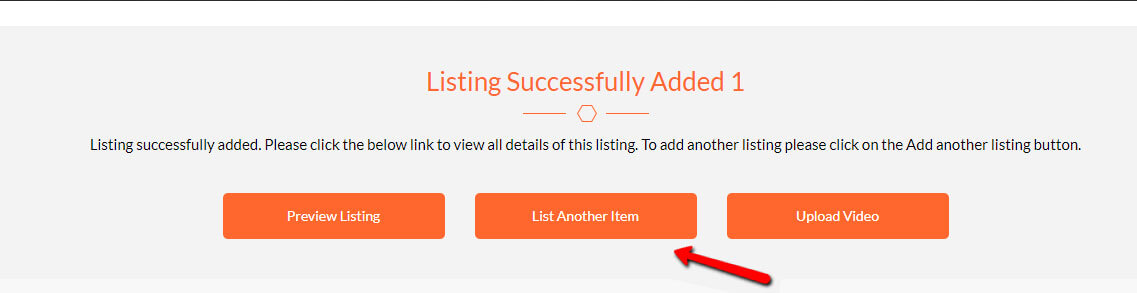 Listing Successfully Added 1
Listing successfully added. Please click the below link to view all details of this listing. To add another listing please click on the Add another listing button.
Preview Listing
List Another Item
Upload Video